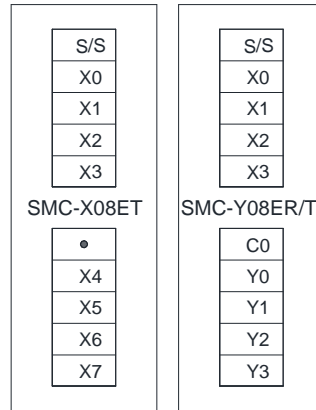 S/S
X0
X1
X2
X3
SMC-X08ET
•
X4
X5
X6
X7
S/S
X0
X1
X2
X3
SMC-Y08ER/T
C0
Y0
Y1
Y2
Y3